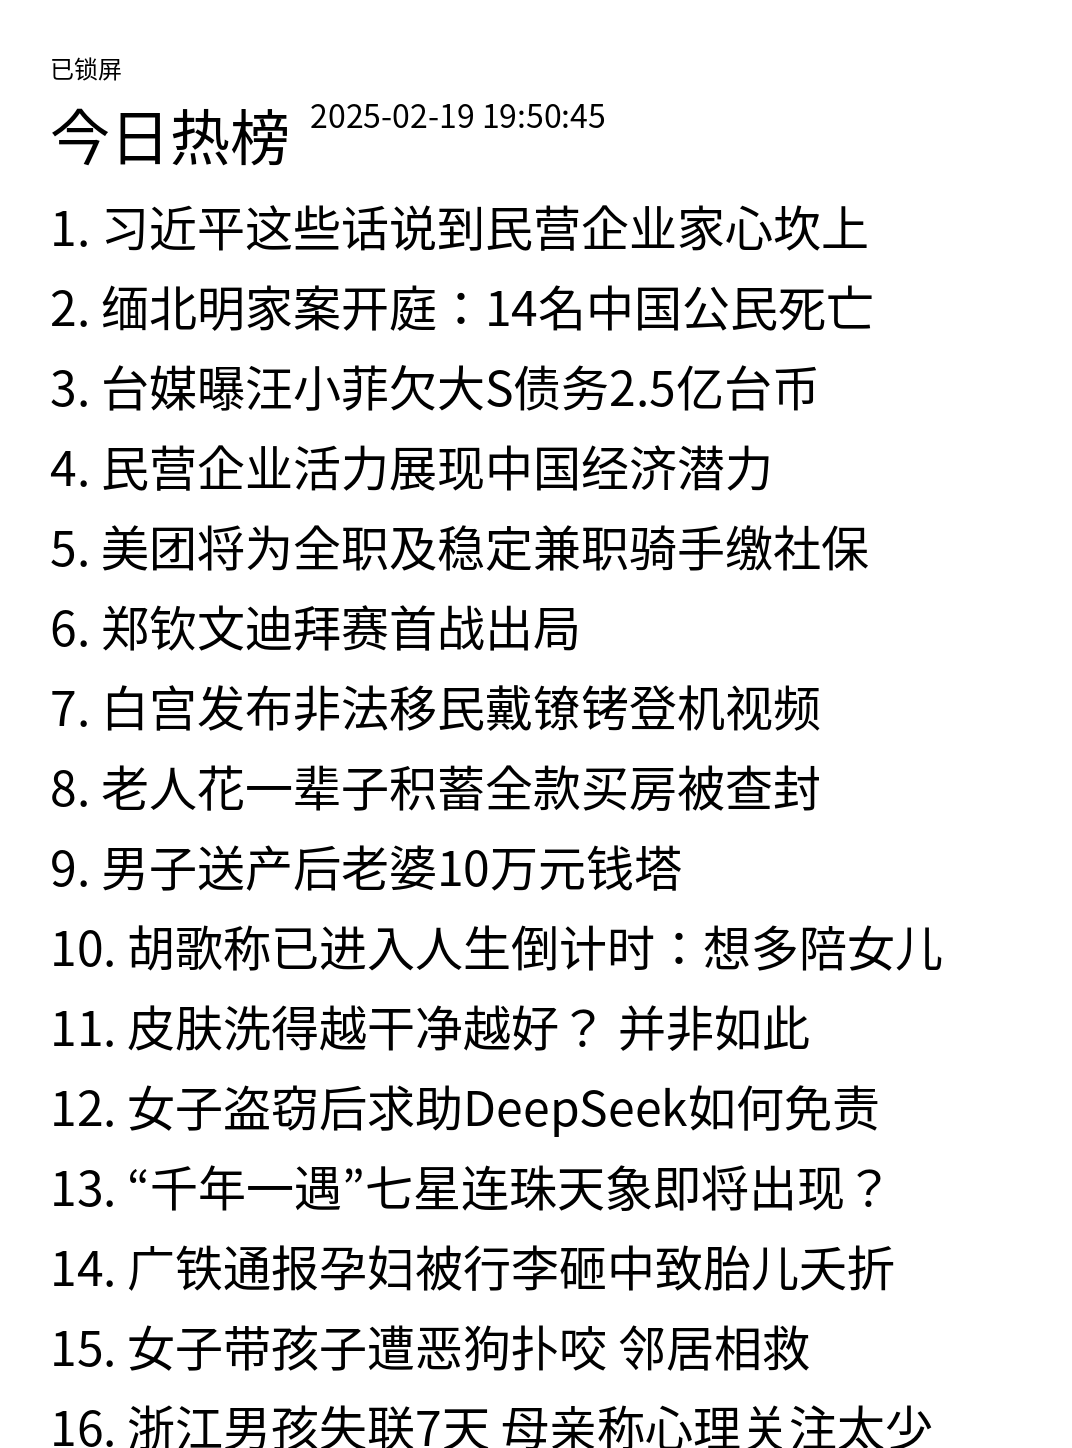 已锁屏
今日热榜 2025-02-19 19:50:45
1. 习近平这些话说到民营企业家心坎上
2. 缅北明家案开庭：14名中国公民死亡
3. 台媒曝汪小菲欠大S债务2.5亿台币
4. 民营企业活力展现中国经济潜力
5. 美团将为全职及稳定兼职骑手缴社保
6. 郑钦文迪拜赛首战出局
7. 白宫发布非法移民戴镣铐登机视频
8. 老人花一辈子积蓄全款买房被查封
9. 男子送产后老婆10万元钱塔
10. 胡歌称已进入人生倒计时：想多陪女儿
11. 皮肤洗得越干净越好？ 并非如此
12. 女子盗窃后求助DeepSeek如何免责
13. “千年一遇”七星连珠天象即将出现？
14. 广铁通报孕妇被行李砸中致胎儿夭折
15. 女子带孩子遭恶狗扑咬 邻居相救
16. 浙江男孩失联7天 母亲称心理关注太少